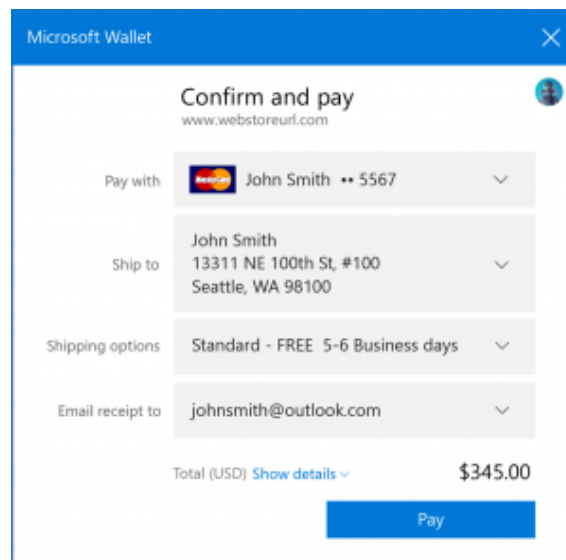 Microsoft Wallet
Confirm and pay
www.webstoreurl.com
Pay with
MasterCard
John Smith •• 5567
Ship to
John Smith
13311 NE 100th St, #100
Seattle, WA 98100
Shipping options
Standard - FREE 5-6 Business days
Email receipt to
johnsmith@outlook.com
Total (USD) Show details
$345.00
Pay